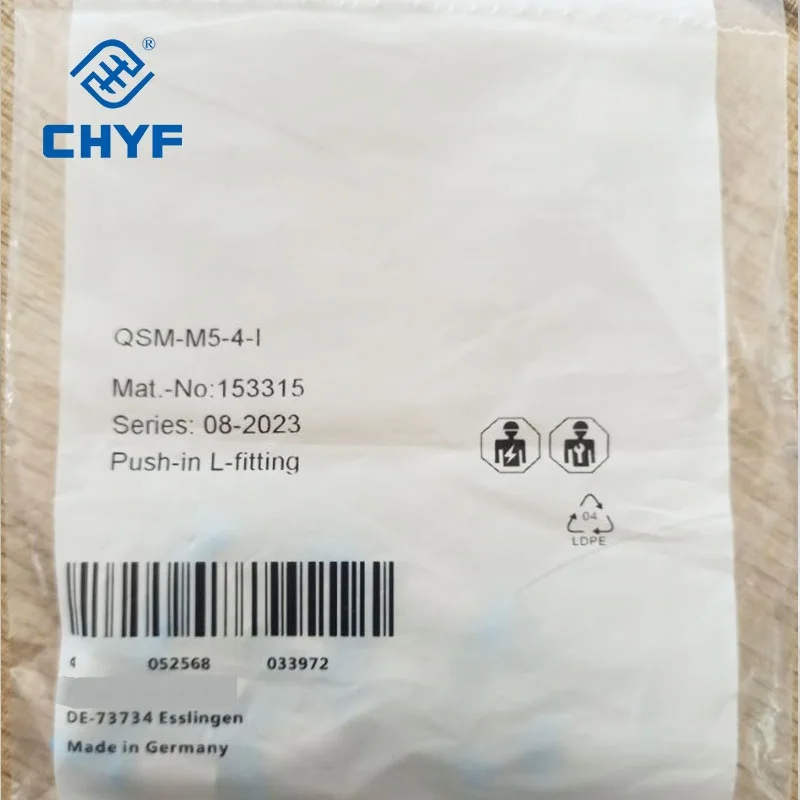 ®
CHYF
QSM-M5-4-I
Mat.-No:153315
Series: 08-2023
Push-in L-fitting
04
LDPE
4 052568 033972
DE-73734 Esslingen
Made in Germany